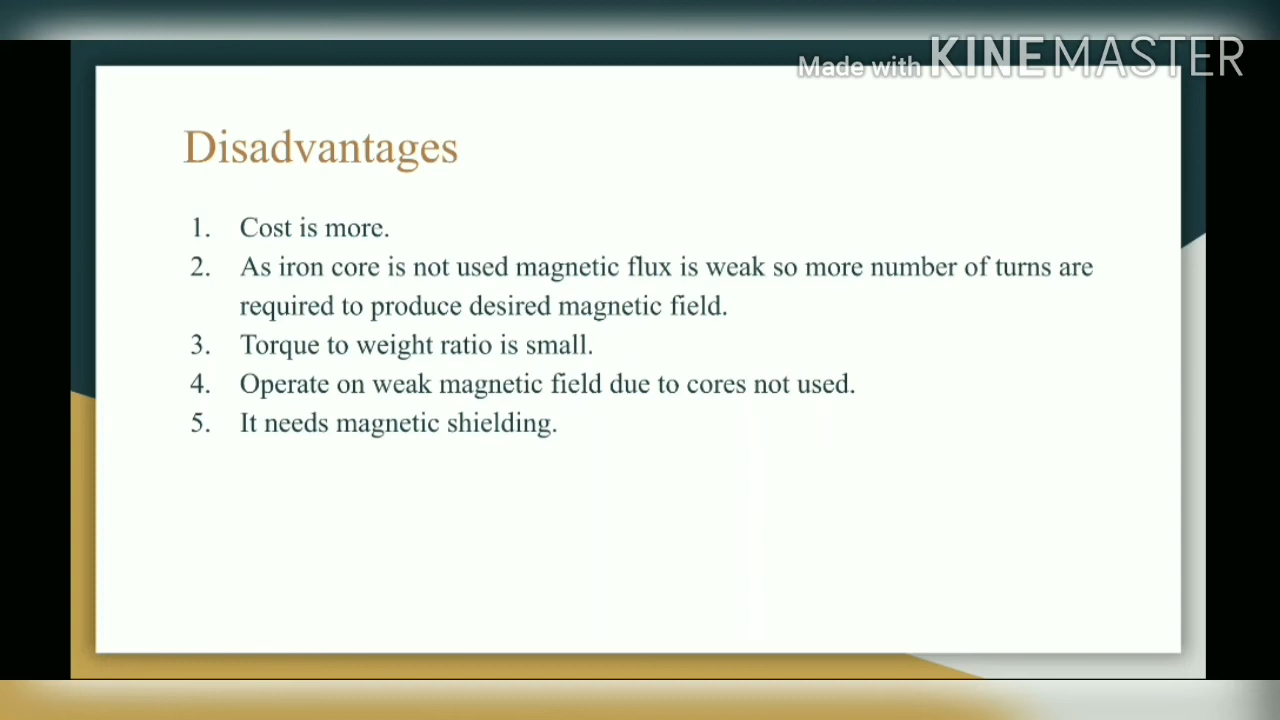 Made with KINEMASTER
Disadvantages
1. Cost is more.
2. As iron core is not used magnetic flux is weak so more number of turns are
required to produce desired magnetic field.
3. Torque to weight ratio is small.
4. Operate on weak magnetic field due to cores not used.
5. It needs magnetic shielding.